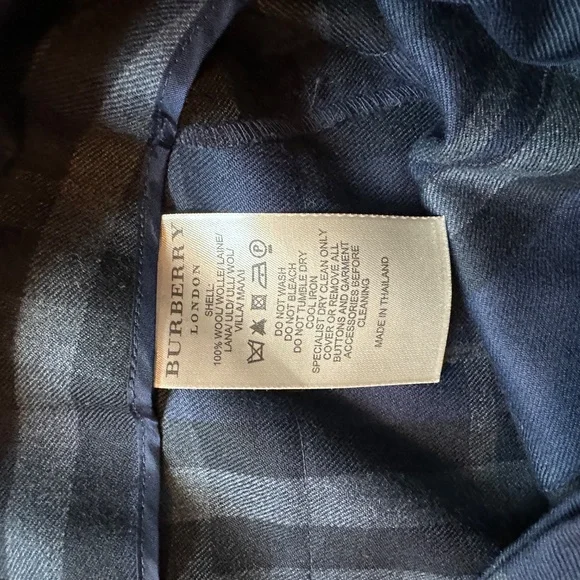 BURBERRY
LONDON
SHELL:
100% WOOL/WOLLE/LAINE/
LANA/ULD/ULL/WOL/
VILLA/МАЛЛІ
DO NOT WASH
DO NOT BLEACH
DO NOT TUMBLE DRY
COOL IRON
SPECIALIST DRY CLEAN ONLY
COVER OR REMOVE ALL
BUTTONS AND GARMENT
ACCESSORIES BEFORE
CLEANING
MADE IN THAILAND